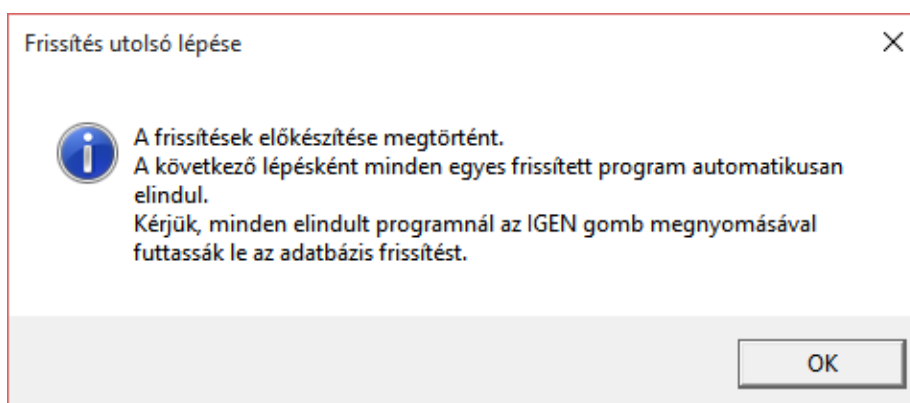 Frissítés utolsó lépése
A frissítések előkészítése megtörtént.
A következő lépésként minden egyes frissített program automatikusan
elindul.
Kérjük, minden elindult programnál az IGEN gomb megnyomásával
futtassák le az adatbázis frissítést.
OK